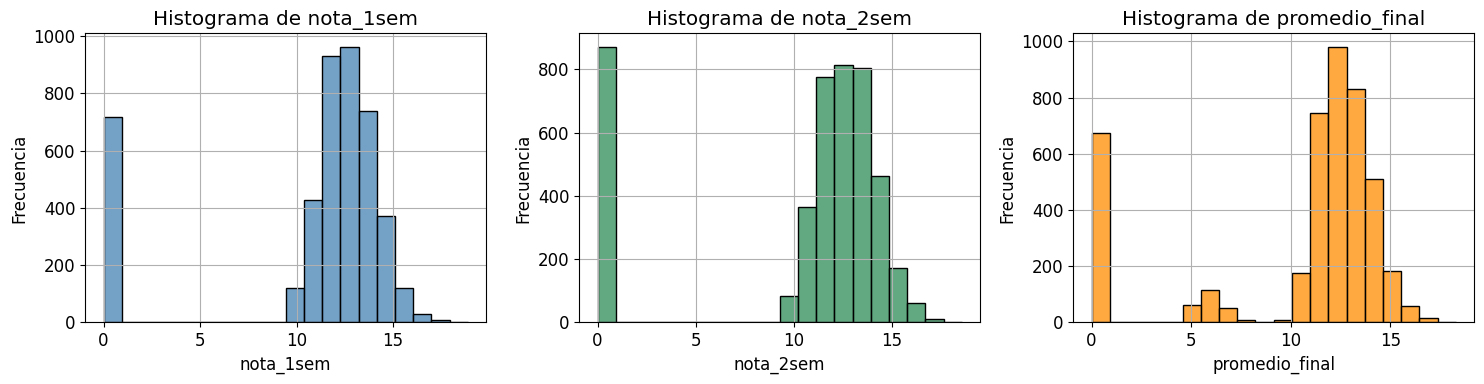 Histograma de nota_1sem
1000
800
600
400
200
0
Frecuencia
0 5 10 15
nota_1sem
Histograma de nota_2sem
800
600
400
200
0
Frecuencia
0 5 10 15
nota_2sem
Histograma de promedio_final
1000
800
600
400
200
0
Frecuencia
0 5 10 15
promedio_final